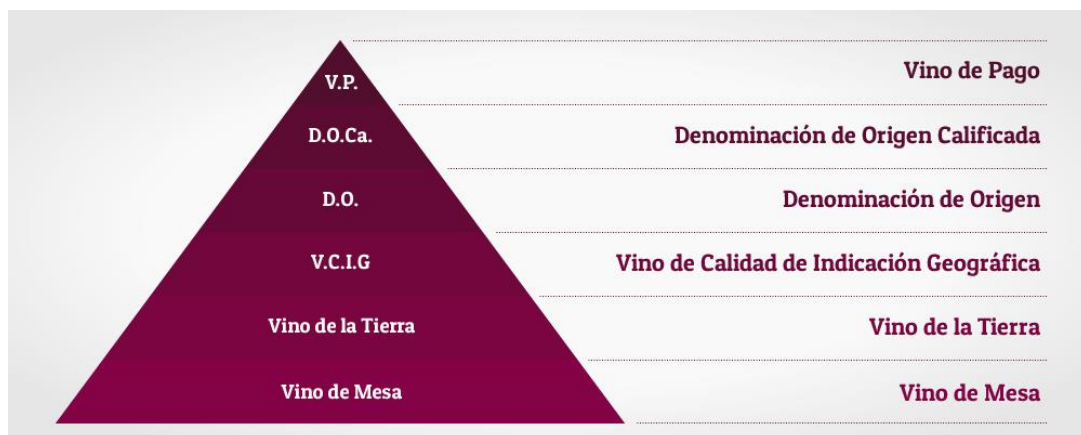 V.P.
Vino de Pago
D.O.Ca.
Denominación de Origen Calificada
D.O.
Denominación de Origen
V.C.I.G
Vino de Calidad de Indicación Geográfica
Vino de la Tierra
Vino de la Tierra
Vino de Mesa
Vino de Mesa